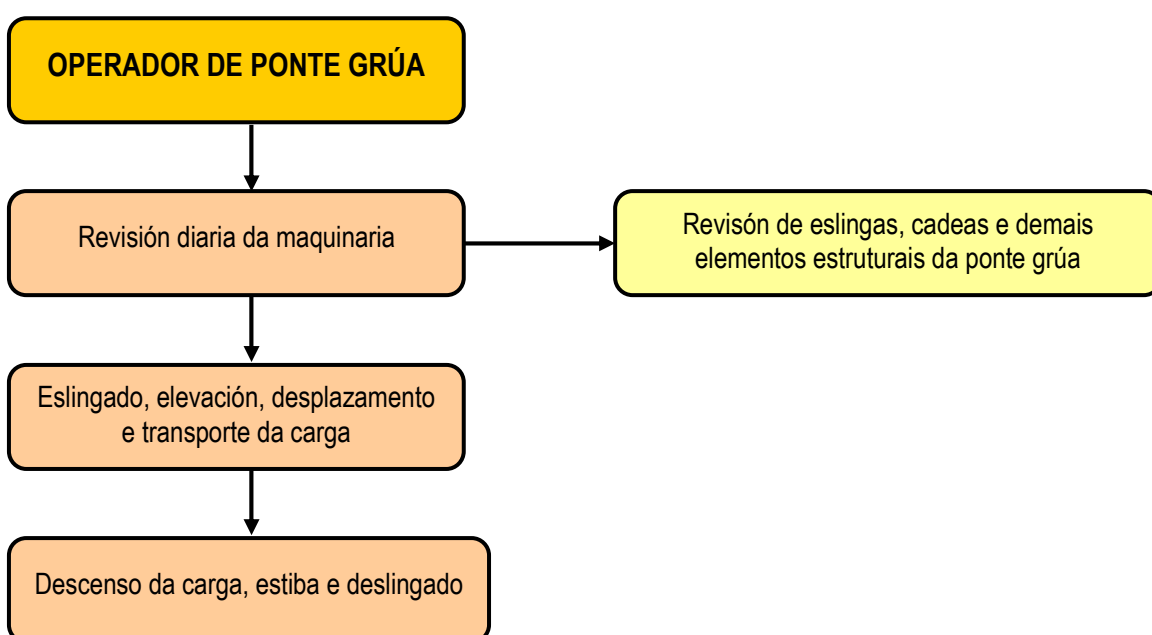 OPERADOR DE PONTE GRÚA
Revisión diaria da maquinaria
Revisón de eslingas, cadeas e demais
elementos estruturais da ponte grúa
Eslingado, elevación, desplazamento
e transporte da carga
Descenso da carga, estiba e deslingado